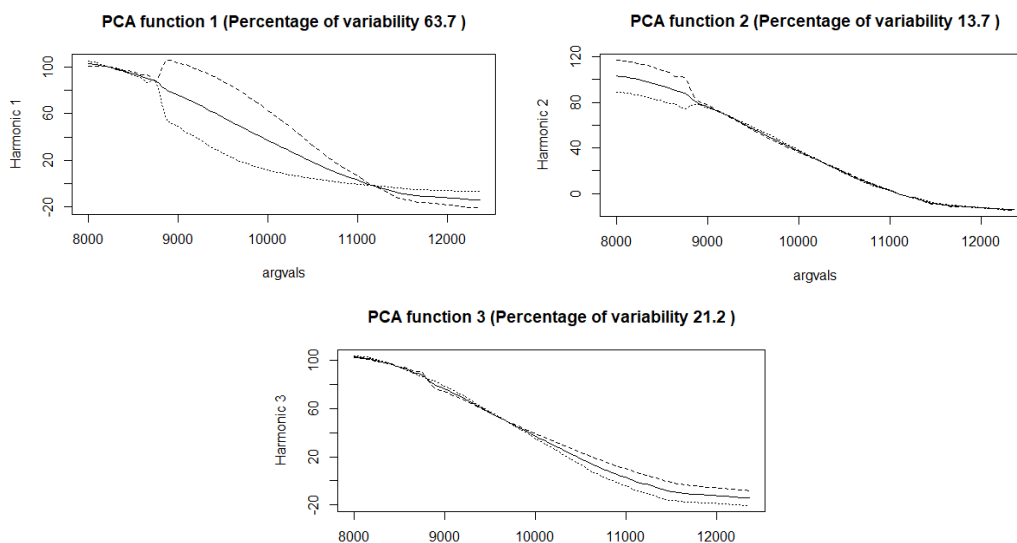 PCA function 1 (Percentage of variability 63.7 )
Harmonic 1
100
60
20
-20
8000 9000 10000 11000 12000
argvals
PCA function 2 (Percentage of variability 13.7 )
Harmonic 2
120
80
40
0
8000 9000 10000 11000 12000
argvals
PCA function 3 (Percentage of variability 21.2 )
Harmonic 3
100
60
20
-20
8000 9000 10000 11000 12000